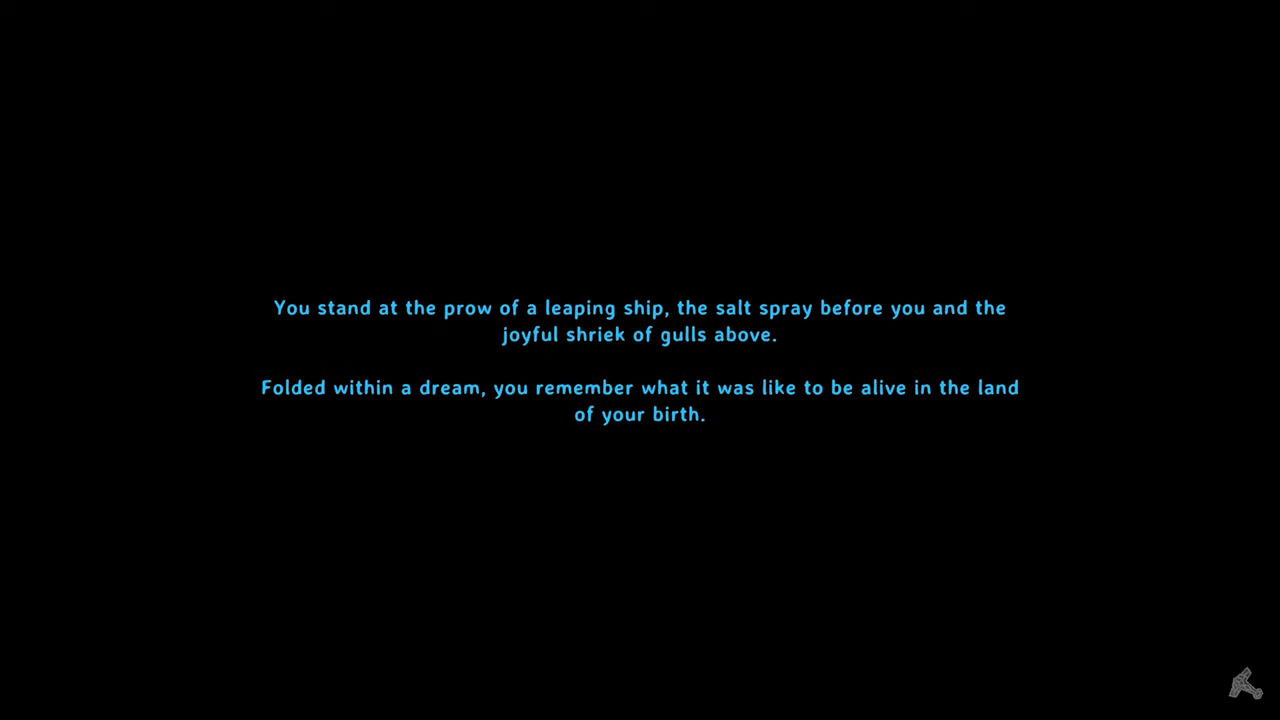 You stand at the prow of a leaping ship, the salt spray before you and the
joyful shriek of gulls above.
Folded within a dream, you remember what it was like to be alive in the land
of your birth.